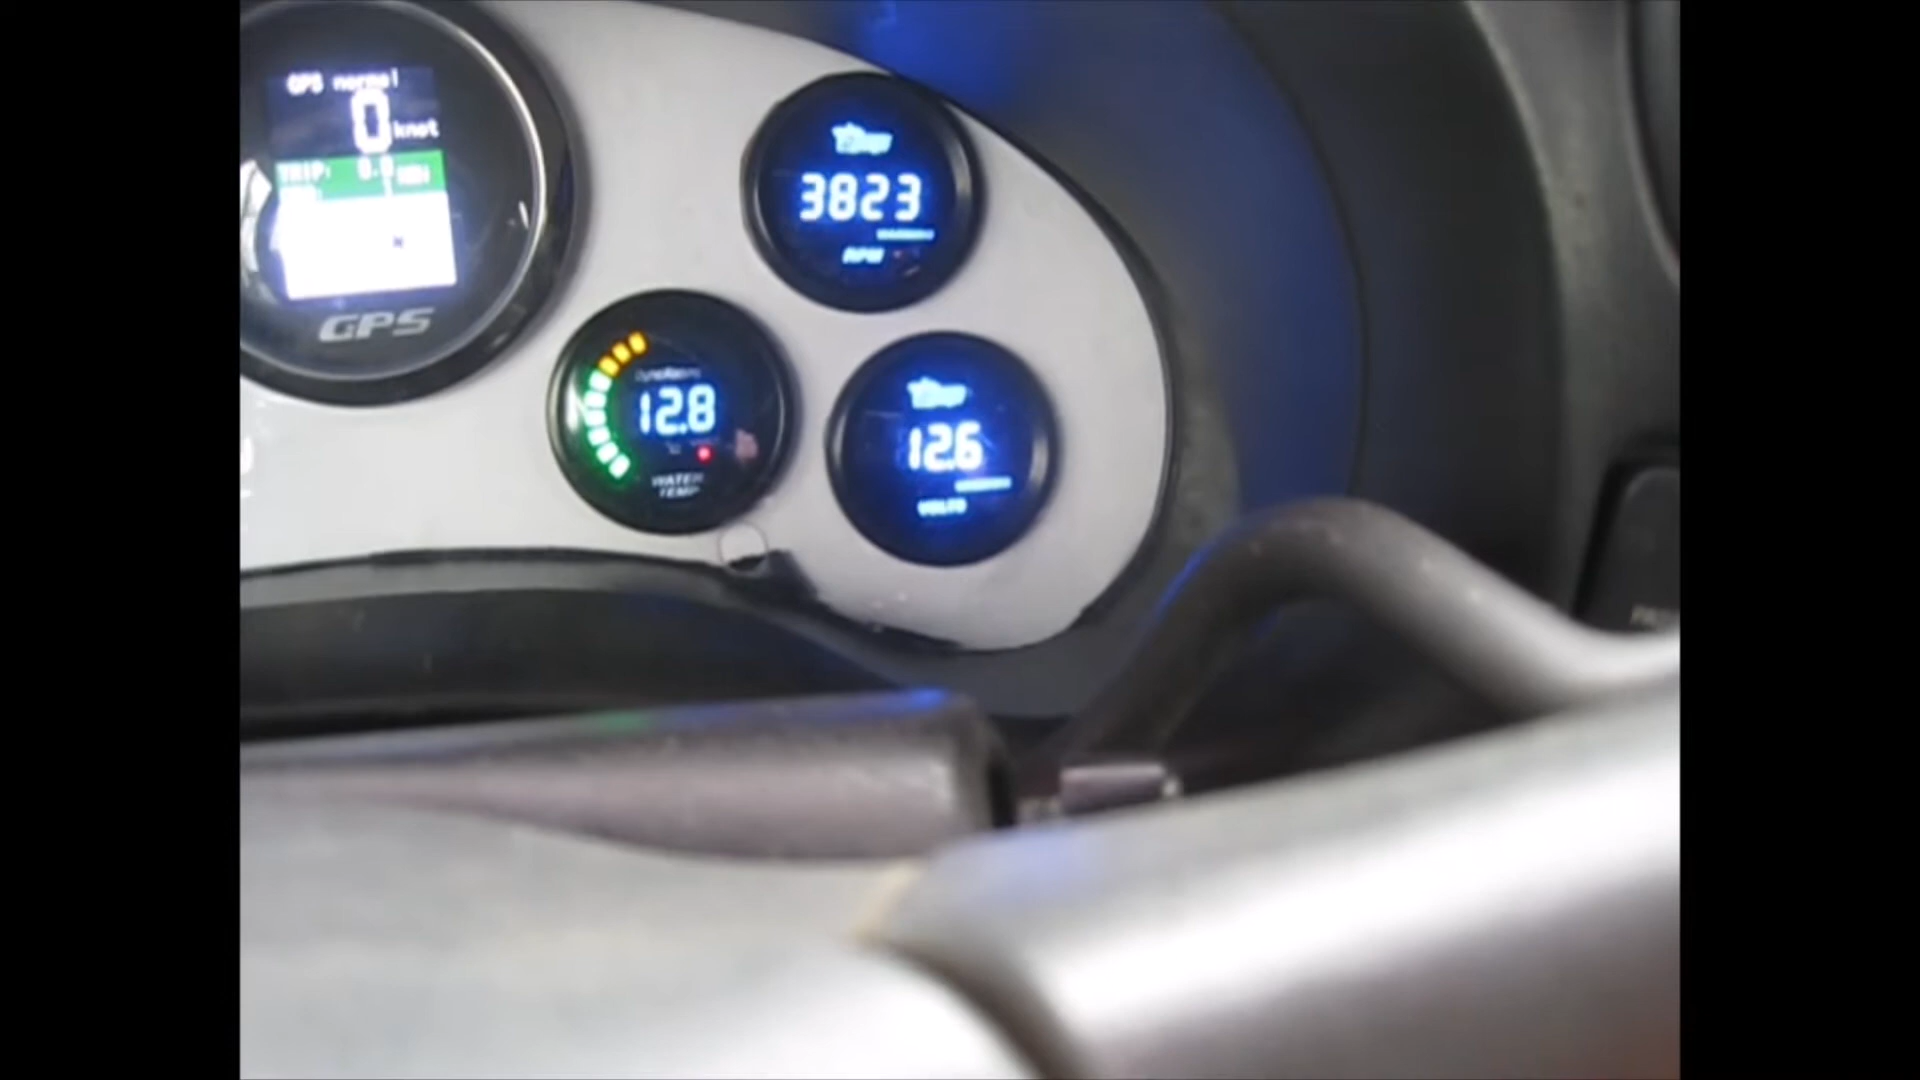 GPS normal
0 knot
TRIP: 0.0
GPS
3823
RPM
12.8
WATER
TEMP
12.6
VOLTS